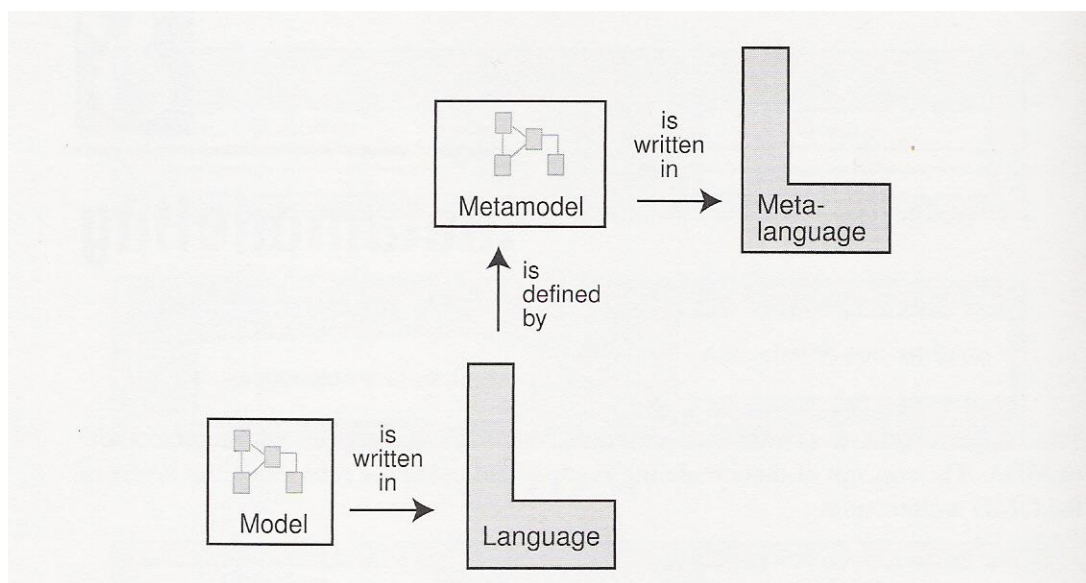 is
written
in
Metamodel
Meta-
language
is
defined
by
is
written
in
Model
Language